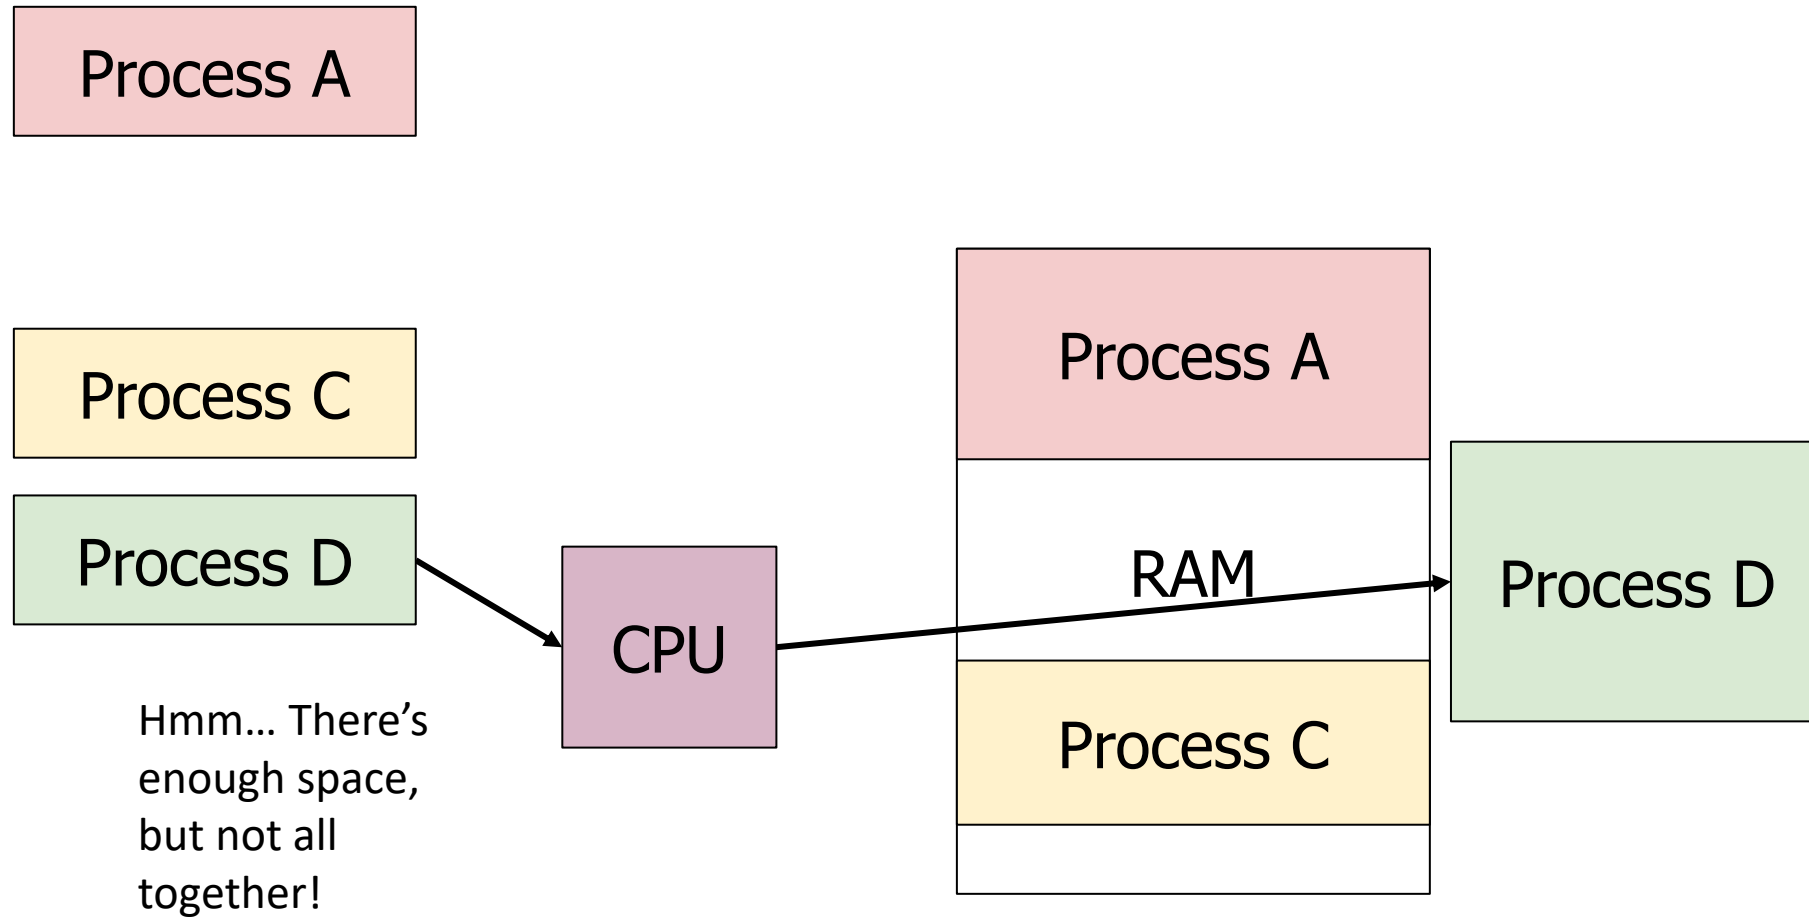 Process A
Process A
Process C
RAM
Process D
Process D
CPU
Process C
Hmm… There’s
enough space,
but not all
together!